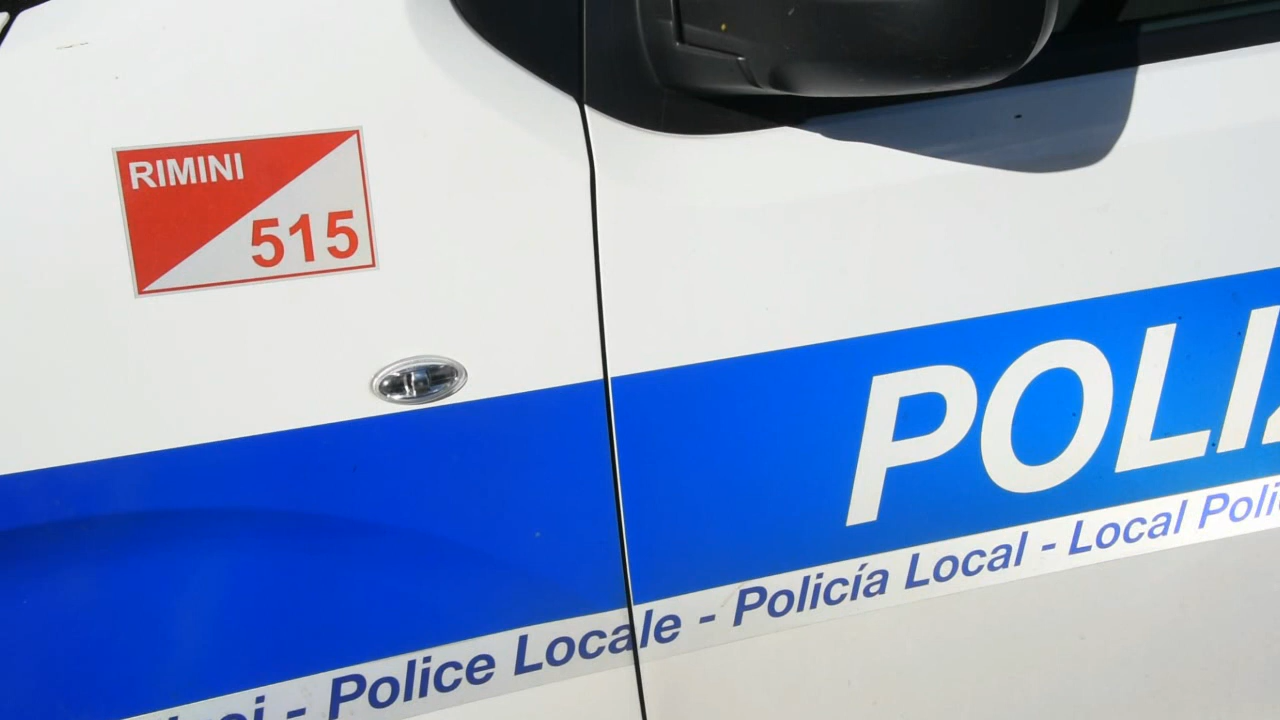 RIMINI
515
POLI
- Police Locale - Policía Local - Local Poli